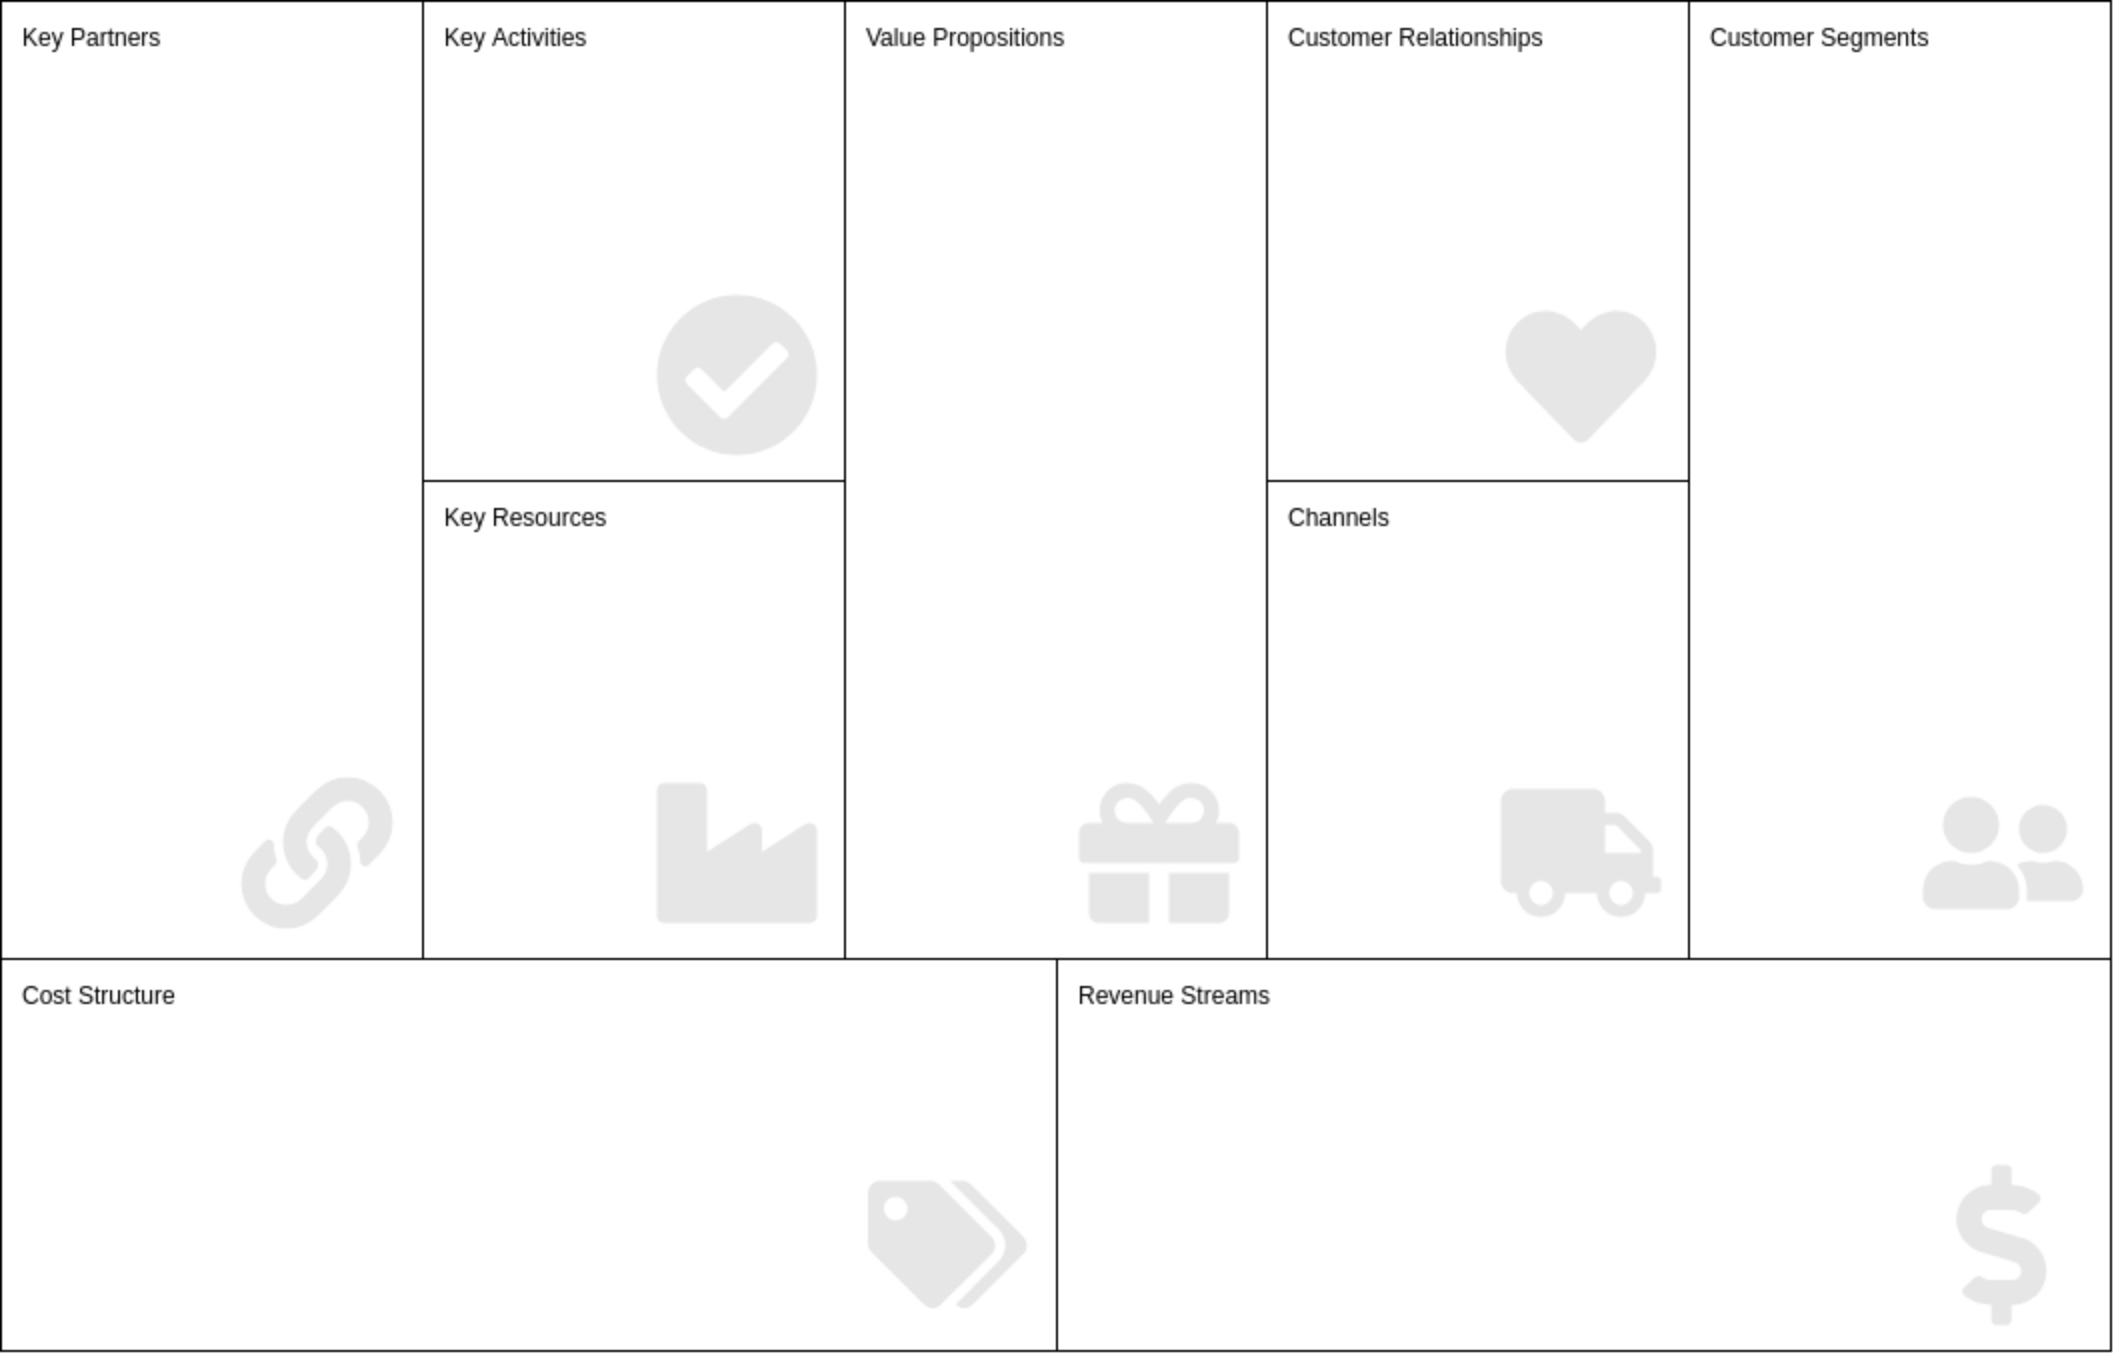 Key Partners
Key Activities
Value Propositions
Customer Relationships
Customer Segments
Key Resources
Channels
Cost Structure
Revenue Streams